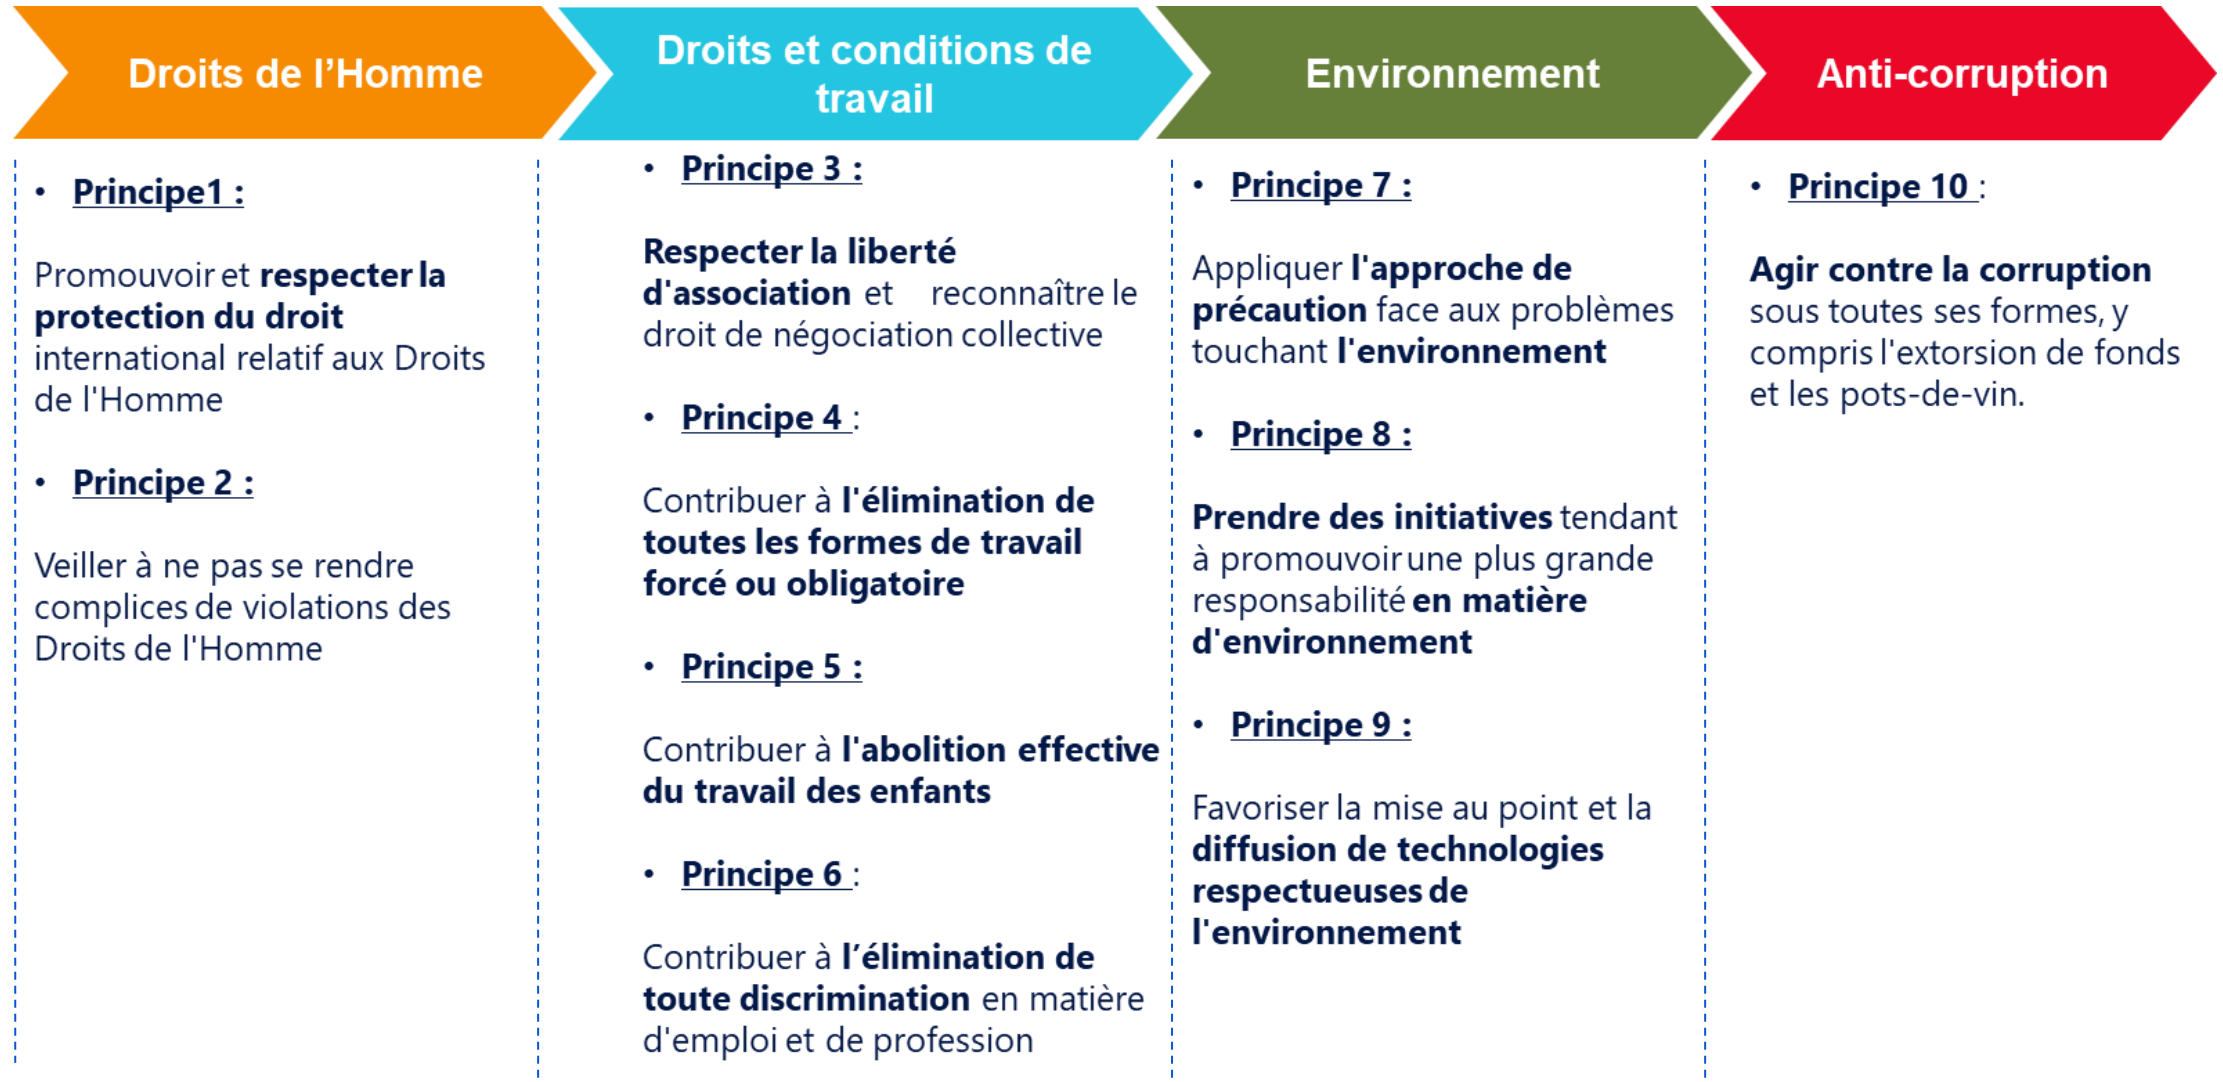 Droits de l’Homme
• Principe1 :
Promouvoir et respecter la
protection du droit
international relatif aux Droits
de l'Homme
• Principe 2 :
Veiller à ne pas se rendre
complices de violations des
Droits de l'Homme
Droits et conditions de
travail
• Principe 3 :
Respecter la liberté
d'association et reconnaître le
droit de négociation collective
• Principe 4 :
Contribuer à l'élimination de
toutes les formes de travail
forcé ou obligatoire
• Principe 5 :
Contribuer à l'abolition effective
du travail des enfants
• Principe 6 :
Contribuer à l’élimination de
toute discrimination en matière
d'emploi et de profession
Environnement
• Principe 7 :
Appliquer l'approche de
précaution face aux problèmes
touchant l'environnement
• Principe 8 :
Prendre des initiatives tendant
à promouvoir une plus grande
responsabilité en matière
d'environnement
• Principe 9 :
Favoriser la mise au point et la
diffusion de technologies
respectueuses de
l'environnement
Anti-corruption
• Principe 10 :
Agir contre la corruption
sous toutes ses formes, y
compris l'extorsion de fonds
et les pots-de-vin.